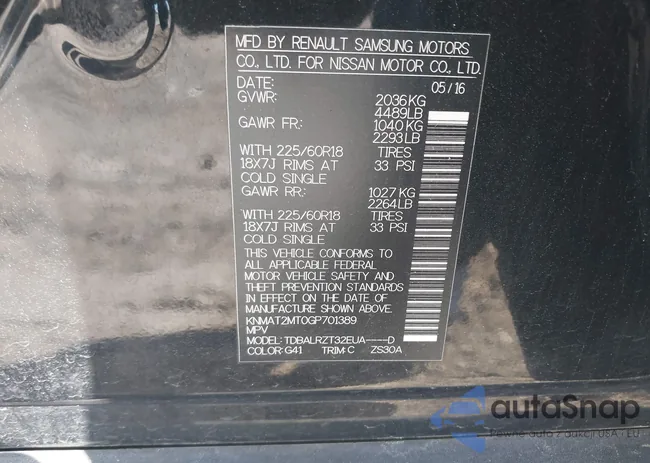 MFD BY RENAULT SAMSUNG MOTORS
CO., LTD. FOR NISSAN MOTOR CO., LTD.
DATE: 05/16
GVWR: 2036KG
4489LB
GAWR FR.: 1040 KG
2293LB
WITH 225/60R18 TIRES
18X7J RIMS AT 33 PSI
COLD SINGLE
GAWR RR.: 1027 KG
2264LB
WITH 225/60R18 TIRES
18X7J RIMS AT 33 PSI
COLD SINGLE
THIS VEHICLE CONFORMS TO
ALL APPLICABLE FEDERAL
MOTOR VEHICLE SAFETY AND
THEFT PREVENTION STANDARDS
IN EFFECT ON THE DATE OF
MANUFACTURE SHOWN ABOVE.
KNMAT2MT0GP701389
MPV
MODEL: TDBALRZT32EUA----D
COLOR: G41 TRIM: C ZS30A
autoSnap